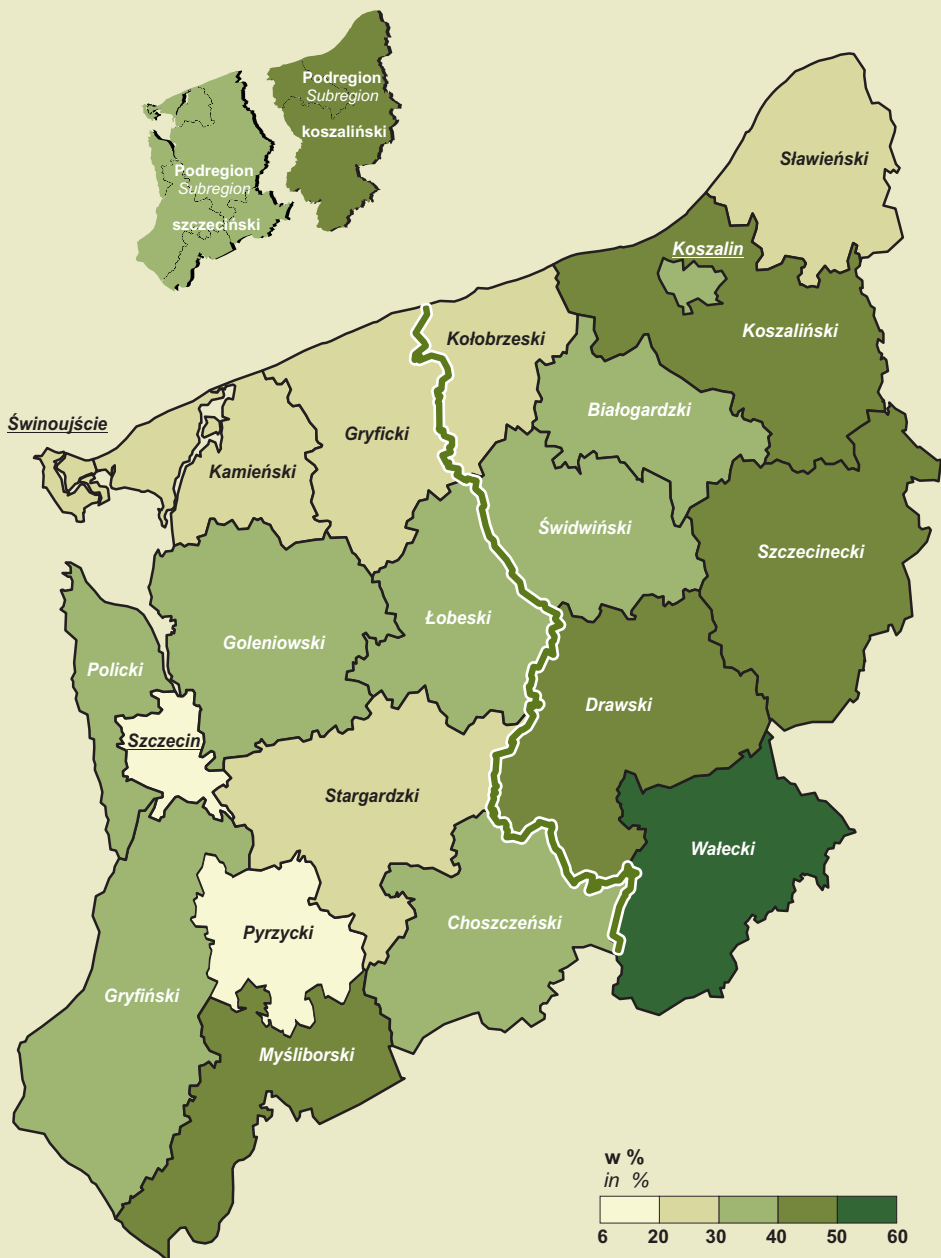 Podregion
Subregion
koszaliński
Podregion
Subregion
szczeciński
Sławieński
Koszalin
Koszaliński
Kołobrzeski
Białogardzki
Świnoujście
Gryficki
Kamieński
Świdwiński
Szczecinecki
Łobeski
Goleniowski
Policki
Drawski
Szczecin
Stargardzki
Wałecki
Choszczeński
Pyrzycki
Gryfiński
Myśliborski
w %
in %
6 20 30 40 50 60